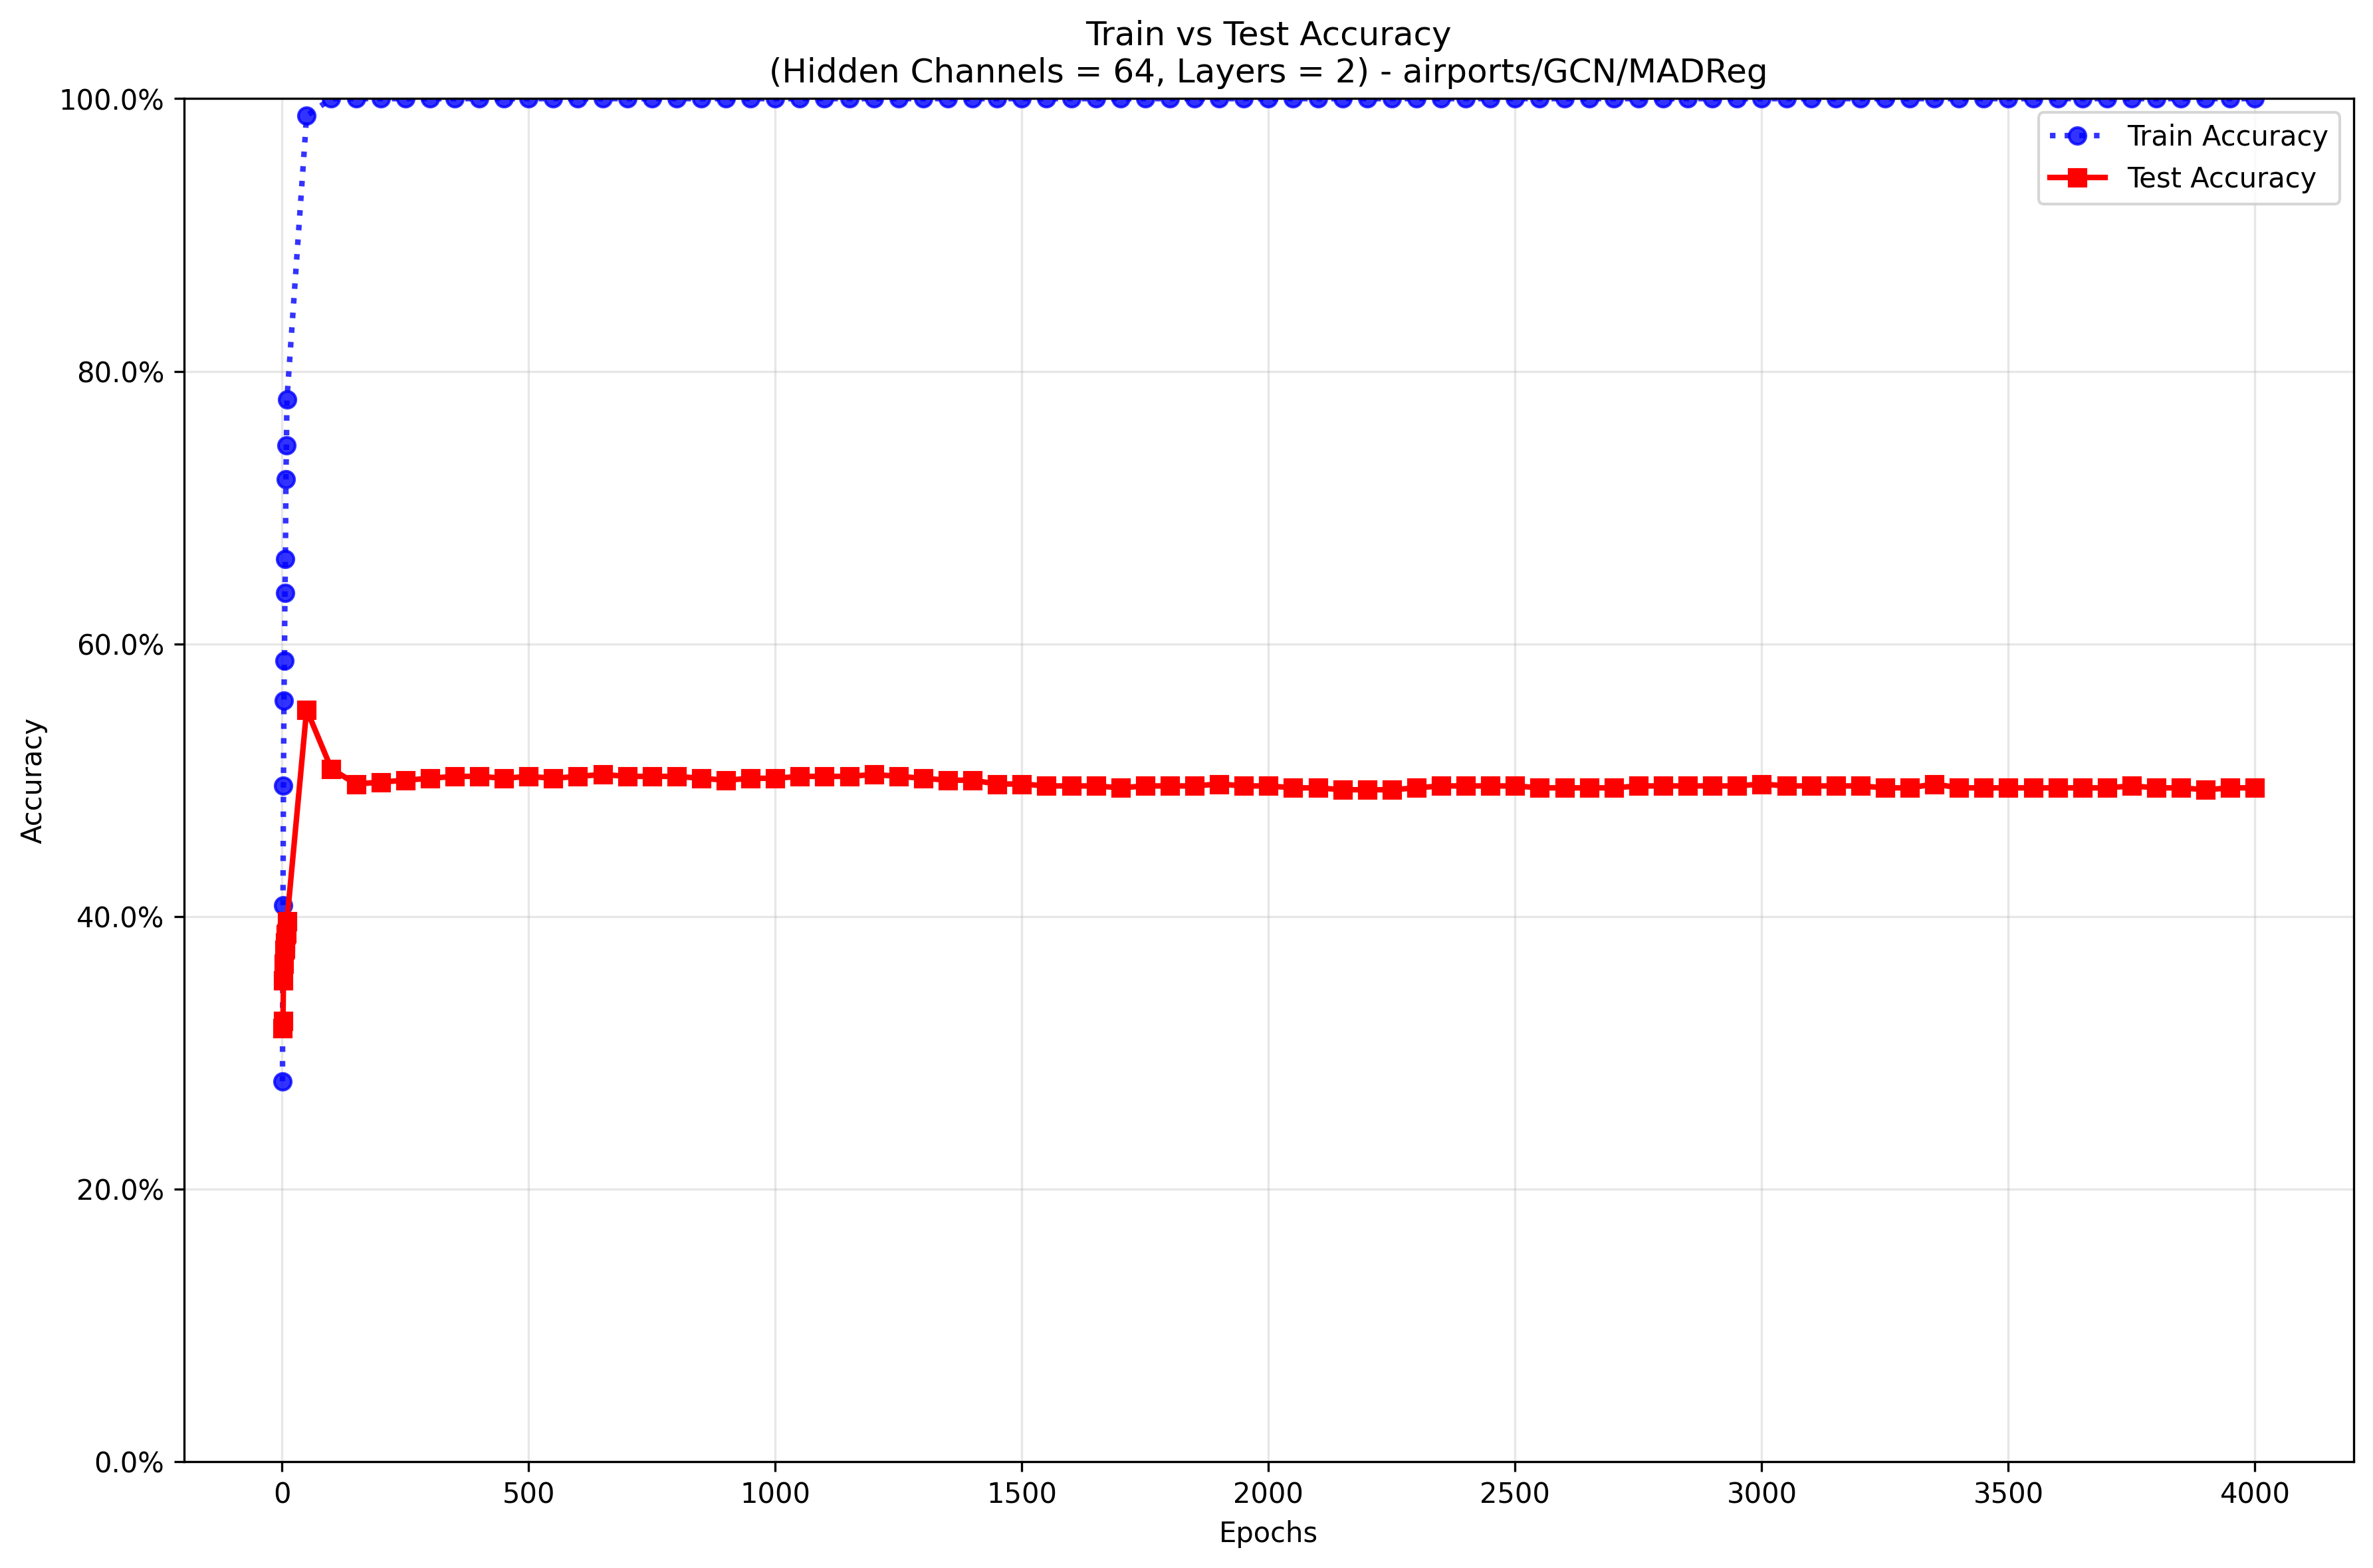 Train vs Test Accuracy
(Hidden Channels = 64, Layers = 2) - airports/GCN/MADReg
100.0%
80.0%
60.0%
40.0%
20.0%
0.0%
Accuracy
Train Accuracy
Test Accuracy
0 500 1000 1500 2000 2500 3000 3500 4000
Epochs